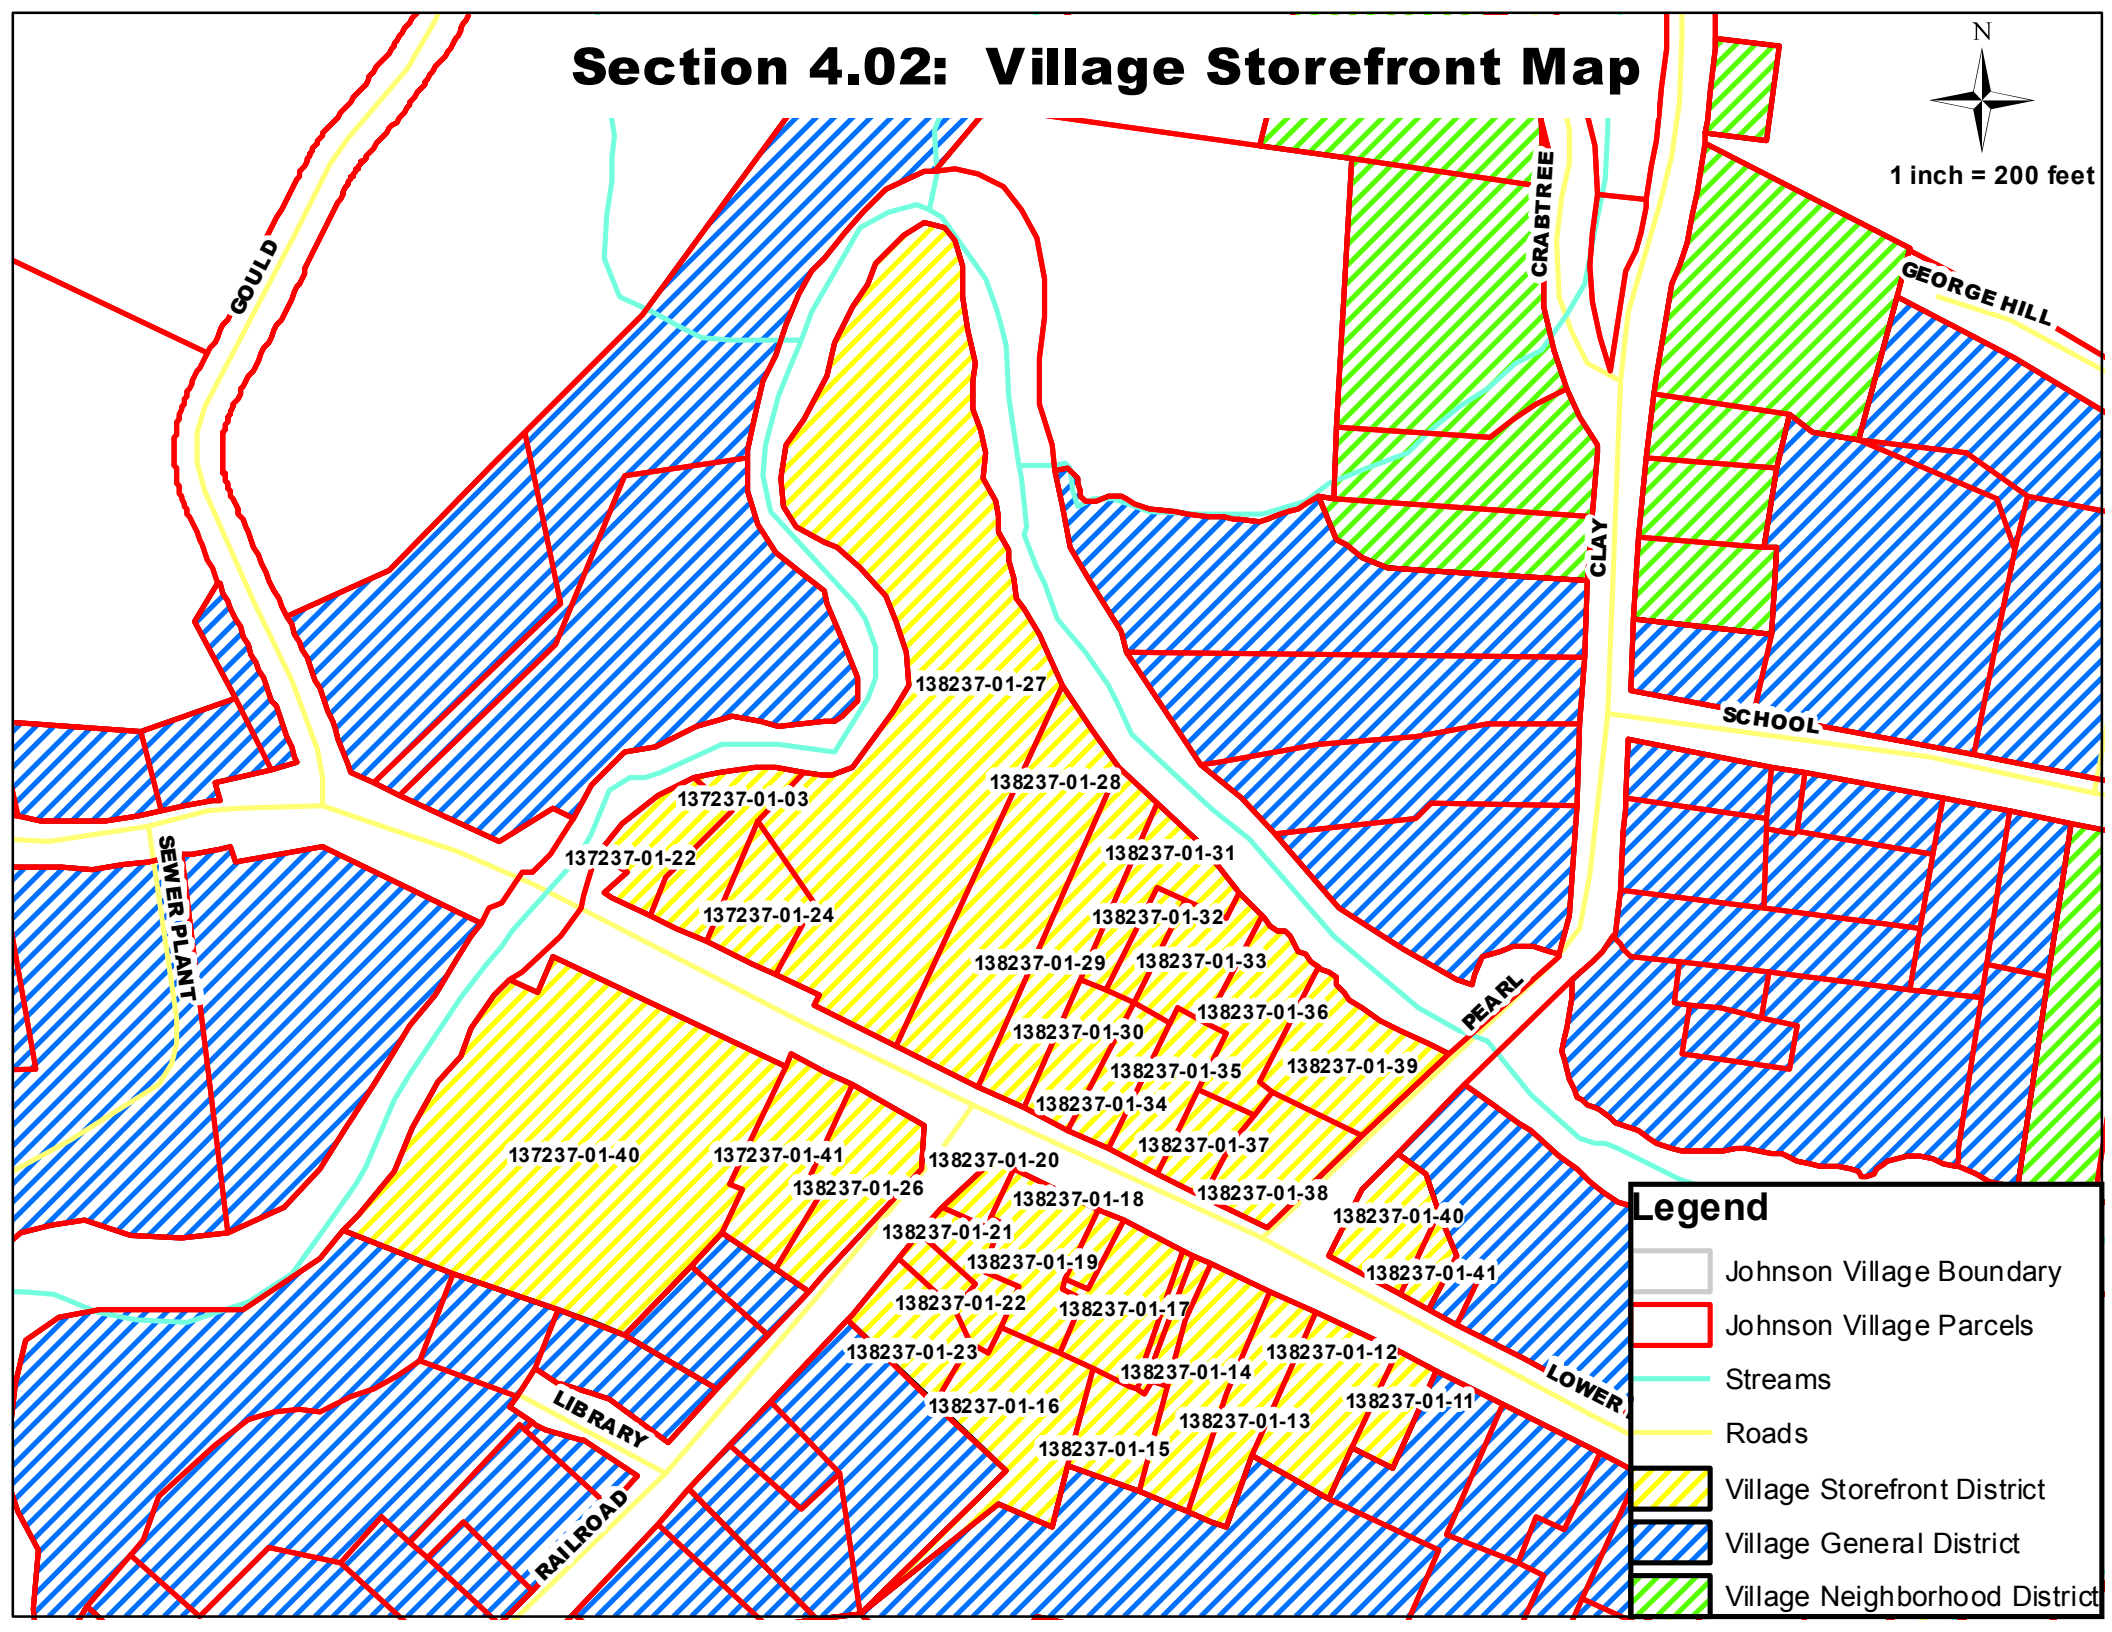 Section 4.02: Village Storefront Map
N
1 inch = 200 feet
GOULD
CRABTREE
GEORGE HILL
CLAY
SCHOOL
138237-01-27
138237-01-28
137237-01-03
138237-01-31
137237-01-22
SEWER PLANT
137237-01-24
138237-01-32
138237-01-29
138237-01-33
PEARL
138237-01-36
138237-01-30
138237-01-39
138237-01-35
138237-01-34
137237-01-40
137237-01-41
138237-01-37
138237-01-20
138237-01-26
138237-01-18
138237-01-38
138237-01-40
138237-01-21
138237-01-19
138237-01-41
138237-01-22
138237-01-17
138237-01-23
138237-01-14
138237-01-12
LOWER
138237-01-16
138237-01-11
138237-01-13
LIBRARY
138237-01-15
RAILROAD
Legend
Johnson Village Boundary
Johnson Village Parcels
Streams
Roads
Village Storefront District
Village General District
Village Neighborhood District